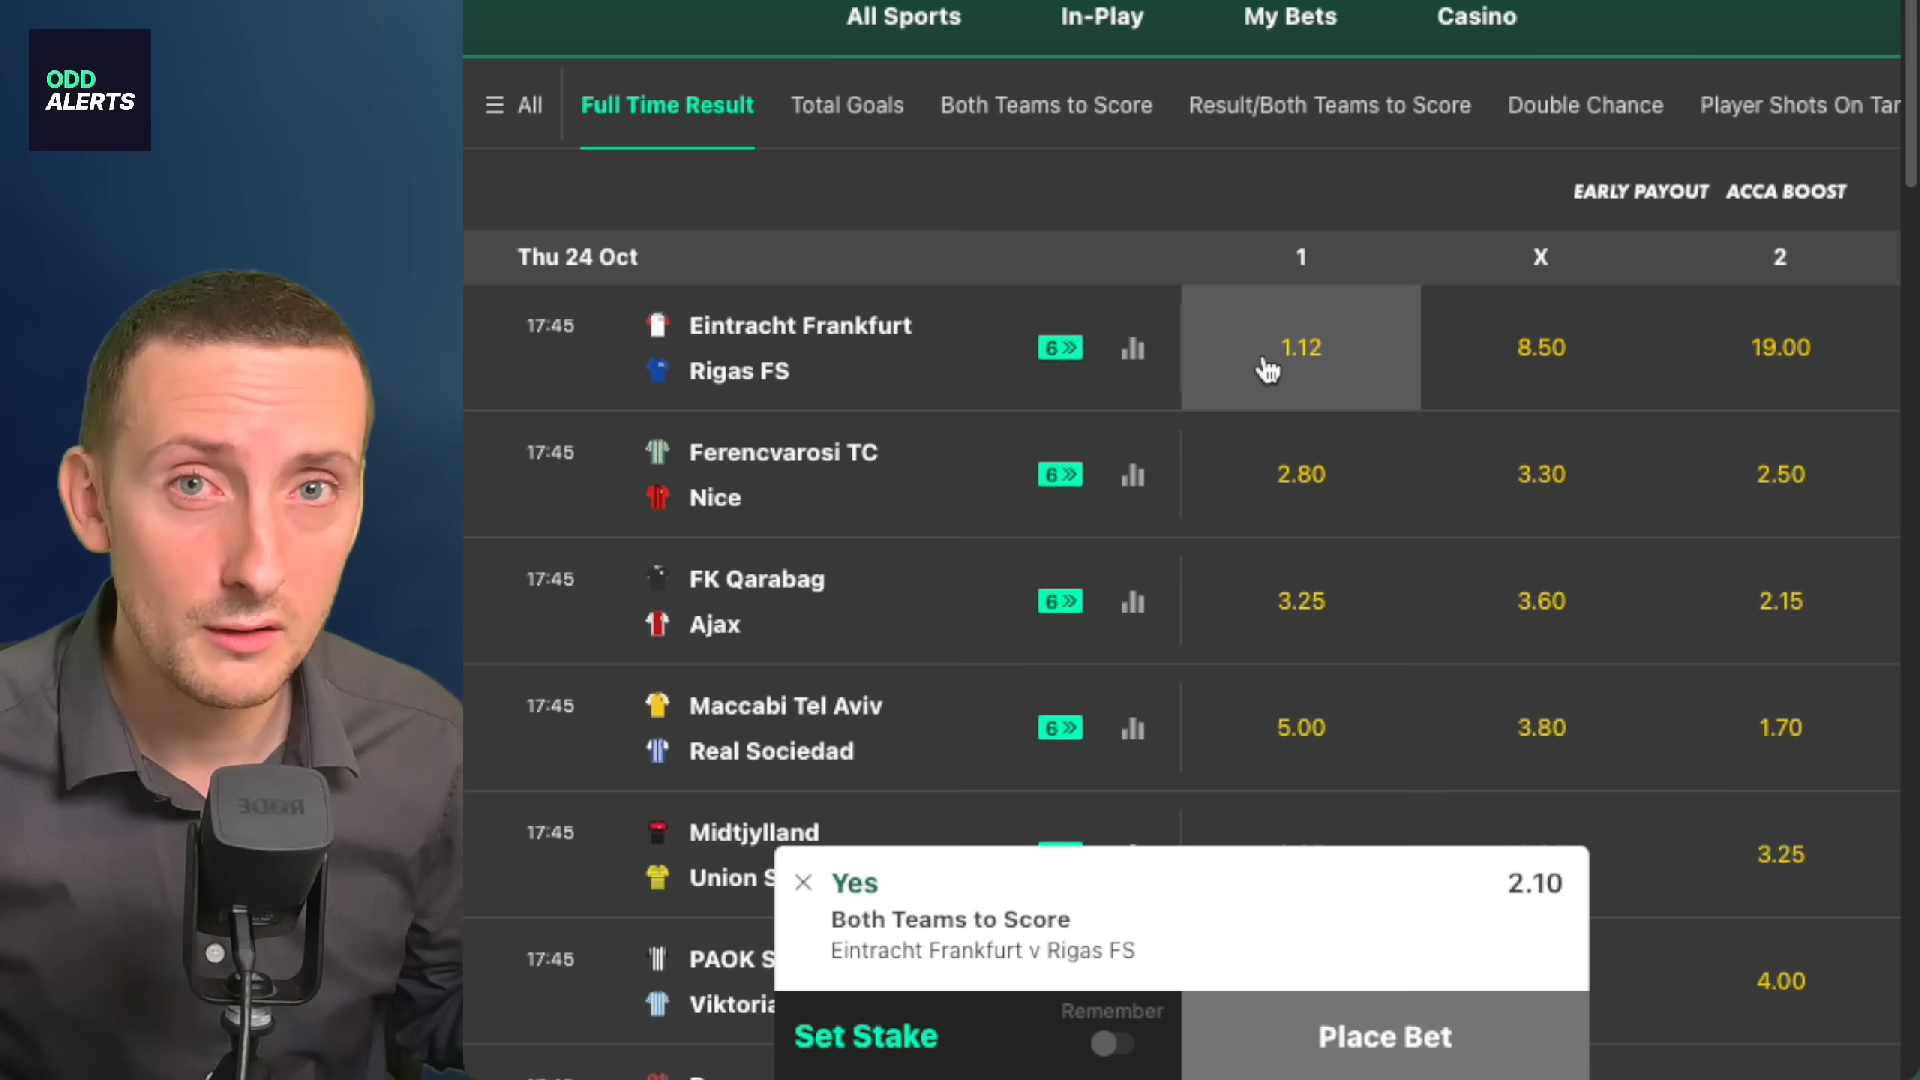 ODD
ALERTS
All Sports In-Play My Bets Casino
All Full Time Result Total Goals Both Teams to Score Result/Both Teams to Score Double Chance Player Shots On Tar
EARLY PAYOUT ACCA BOOST
Thu 24 Oct 1 X 2
17:45 Eintracht Frankfurt
Rigas FS
6 1.12 8.50 19.00
17:45 Ferencvarosi TC
Nice
6 2.80 3.30 2.50
17:45 FK Qarabag
Ajax
6 3.25 3.60 2.15
17:45 Maccabi Tel Aviv
Real Sociedad
6 5.00 3.80 1.70
17:45 Midtjylland
Union S
3.25
17:45 PAOK S
Viktoria
4.00
Yes 2.10
Both Teams to Score
Eintracht Frankfurt v Rigas FS
Set Stake
Remember
Place Bet
RØDE